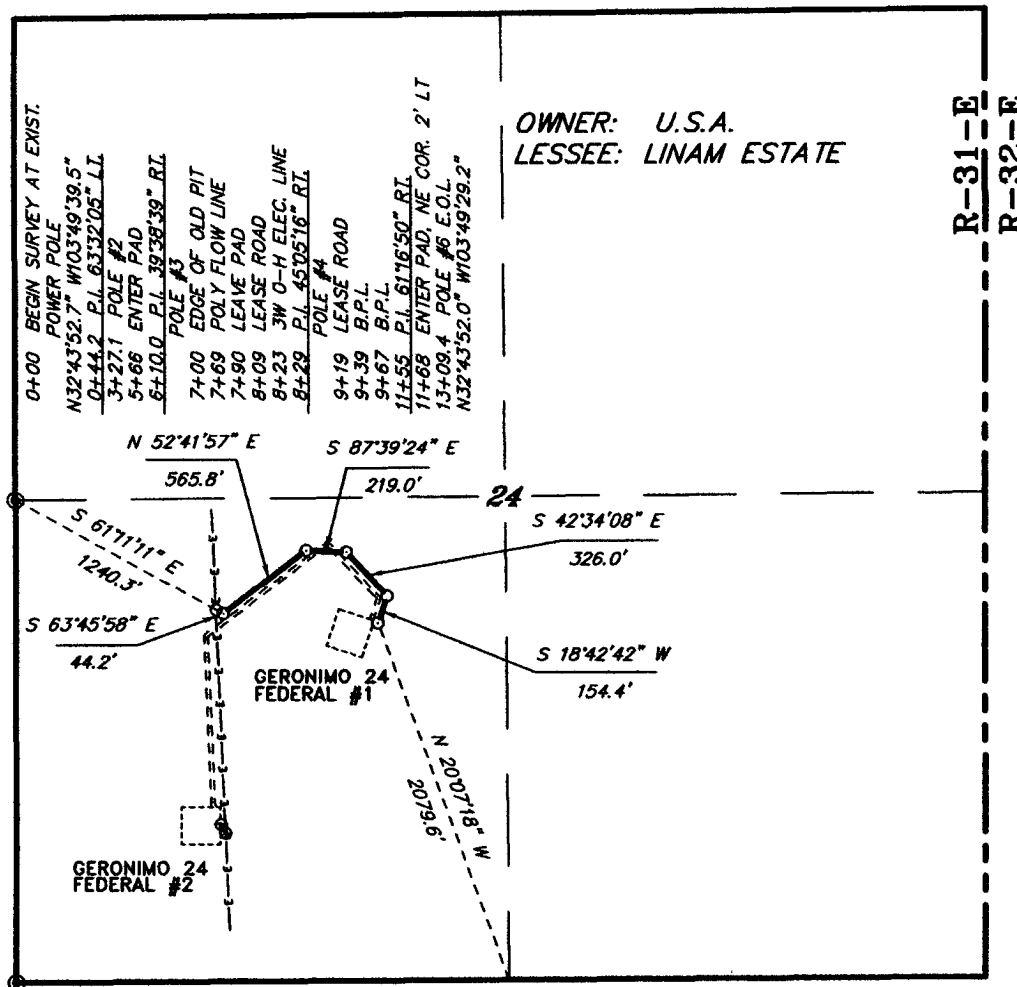 0+00 BEGIN SURVEY AT EXIST.
POWER POLE
N32°43'52.7" W103°49'39.5"
0+44.2 P.I. 63°32'05" LT.
3+27.1 POLE #2
5+66 ENTER PAD
6+10.0 P.I. 39°38'39" RT.
POLE #3
7+00 EDGE OF OLD PIT
7+69 POLY FLOW LINE
7+90 LEAVE PAD
8+09 LEASE ROAD
8+23 3W O-H ELEC. LINE
8+29 P.I. 45°05'16" RT.
POLE #4
9+19 LEASE ROAD
9+39 B.P.L.
9+67 B.P.L.
11+55 P.I. 61°16'50" RT.
11+68 ENTER PAD, NE COR. 2' LT
13+09.4 POLE #6 E.O.L.
N32°43'52.0" W103°49'29.2"
OWNER: U.S.A.
LESSEE: LINAM ESTATE
R-31-E
R-32-E
N 52°41'57" E
565.8'
S 87°39'24" E
219.0'
24
S 42°34'08" E
326.0'
S 61°11'11" E
1240.3'
S 63°45'58" E
44.2'
S 18°42'42" W
154.4'
GERONIMO 24
FEDERAL #1
N 20°07'18" W
2079.6'
GERONIMO 24
FEDERAL #2